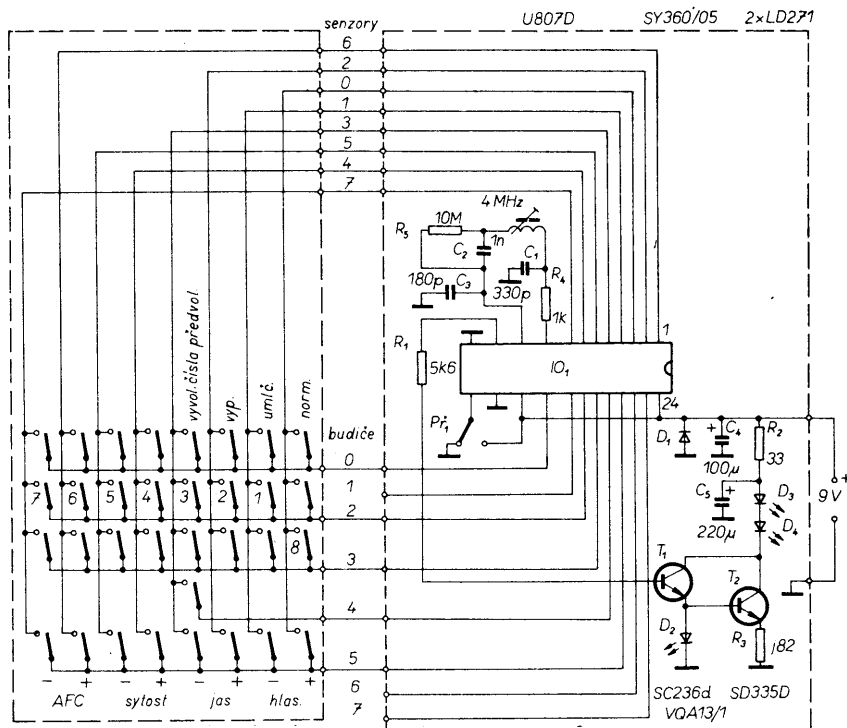 senzory
U807D SY360/05 2xLD271
6
2
0
1
3
5
4
7
4 MHz
10M
R5
1n
C2
C1
180p
C3
330p
R4
1k
R1
5k6
1
IO1
24
Př1
D1
+
C4
100µ
R2
33
C5
+
220µ
D3
D4
+
9V
T1
T2
D2
R3
j82
SC236d SD335D
VQA13/1
vyvol. čísla předvol.
vyp.
umlč.
norm.
budiče
0
1
2
3
4
5
6
7
7 6 5 4 3 2 1
8
− + − + − + − +
AFC sytost jas hlas.